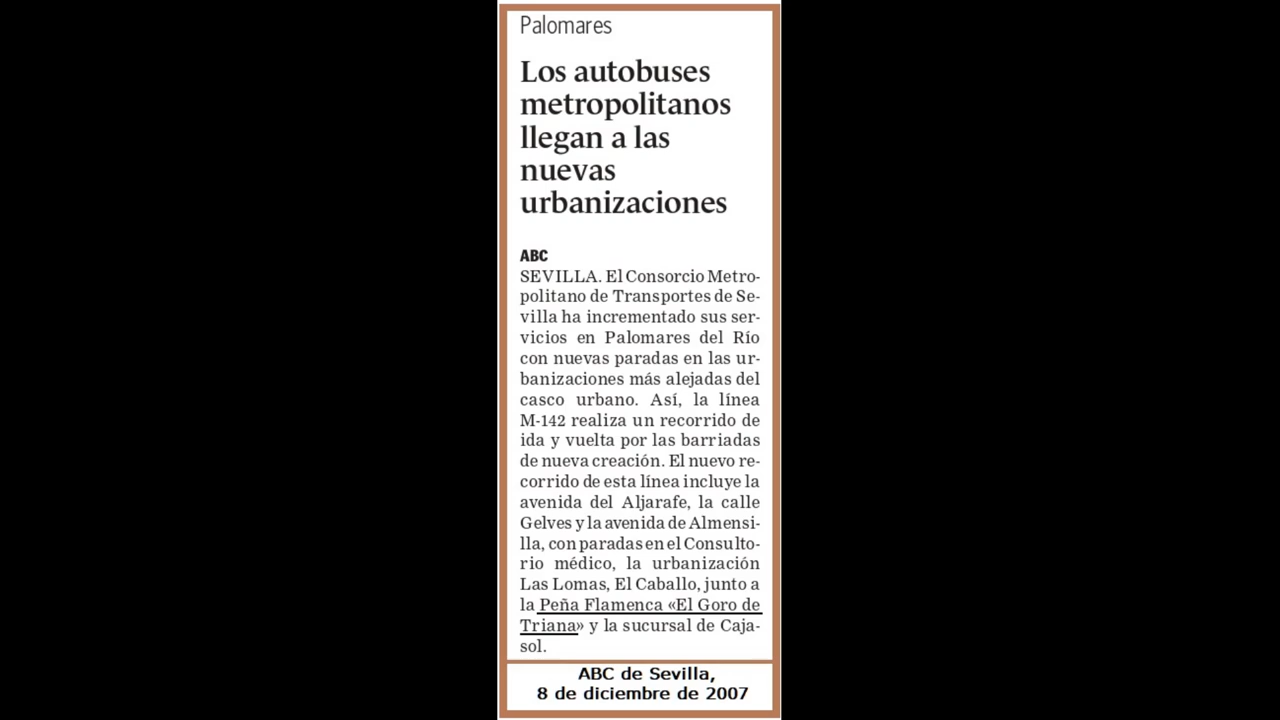 Palomares
Los autobuses
metropolitanos
llegan a las
nuevas
urbanizaciones
ABC
SEVILLA. El Consorcio Metro-
politano de Transportes de Se-
villa ha incrementado sus ser-
vicios en Palomares del Río
con nuevas paradas en las ur-
banizaciones más alejadas del
casco urbano. Así, la línea
M-142 realiza un recorrido de
ida y vuelta por las barriadas
de nueva creación. El nuevo re-
corrido de esta línea incluye la
avenida del Aljarafe, la calle
Gelves y la avenida de Almensi-
lla, con paradas en el Consulto-
rio médico, la urbanización
Las Lomas, El Caballo, junto a
la Peña Flamenca «El Goro de
Triana» y la sucursal de Caja-
sol.
ABC de Sevilla,
8 de diciembre de 2007